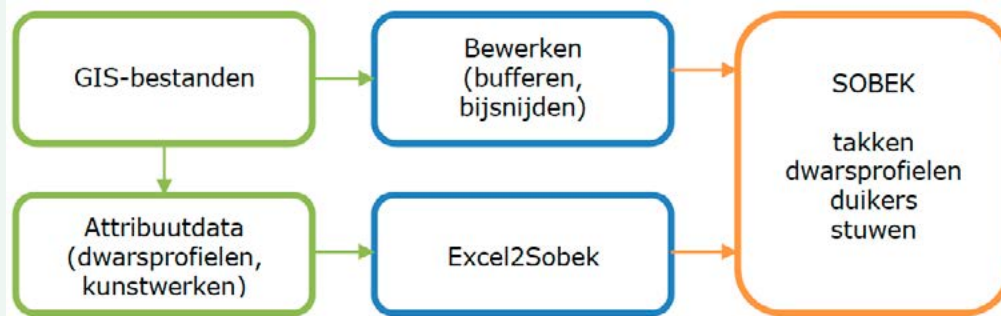 GIS-bestanden
Bewerken
(bufferen,
bijsnijden)
SOBEK
takken
dwarsprofielen
duikers
stuwen
Attribuutdata
(dwarsprofielen,
kunstwerken)
Excel2Sobek